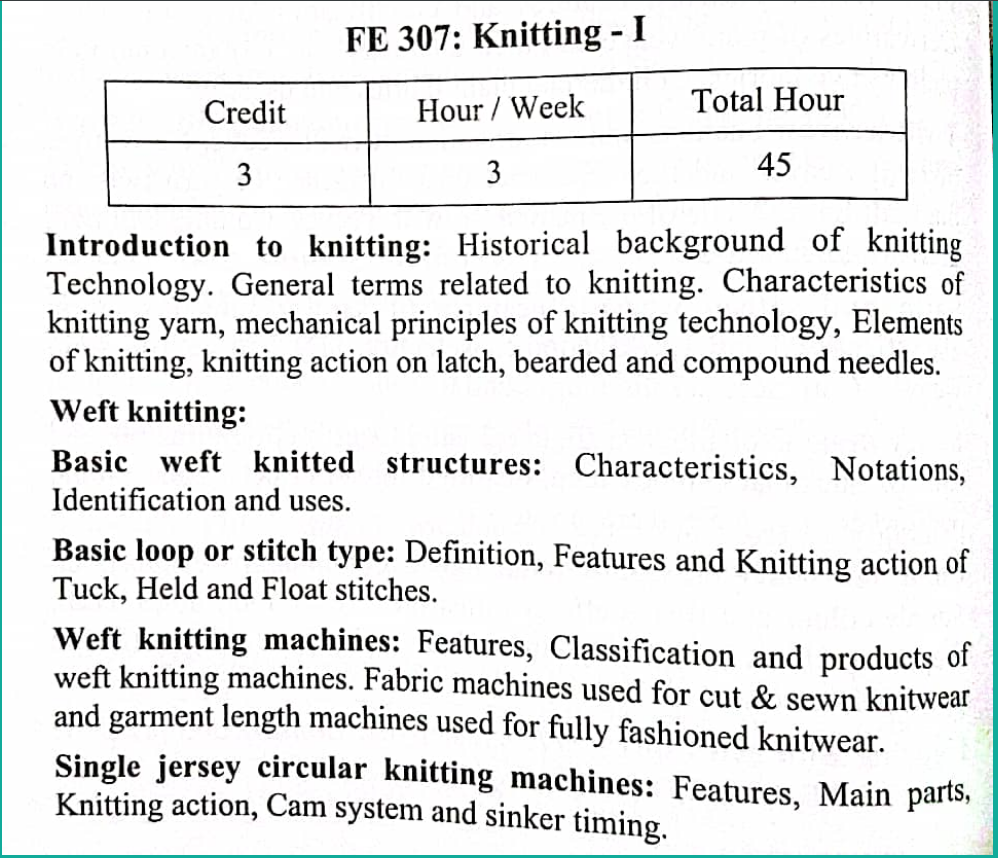 FE 307: Knitting - I
Credit Hour / Week Total Hour
3 3 45
Introduction to knitting: Historical background of knitting
Technology. General terms related to knitting. Characteristics of
knitting yarn, mechanical principles of knitting technology, Elements
of knitting, knitting action on latch, bearded and compound needles.
Weft knitting:
Basic weft knitted structures: Characteristics, Notations,
Identification and uses.
Basic loop or stitch type: Definition, Features and Knitting action of
Tuck, Held and Float stitches.
Weft knitting machines: Features, Classification and products of
weft knitting machines. Fabric machines used for cut & sewn knitwear
and garment length machines used for fully fashioned knitwear.
Single jersey circular knitting machines: Features, Main parts,
Knitting action, Cam system and sinker timing.